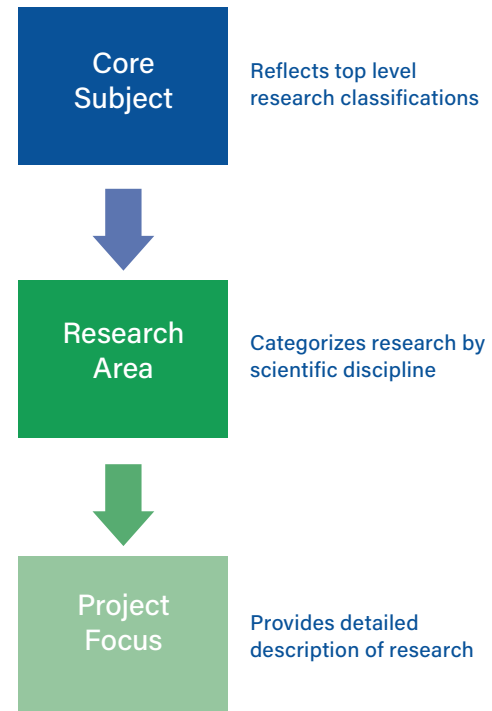 Core
Subject
Reflects top level
research classifications
Research
Area
Categorizes research by
scientific discipline
Project
Focus
Provides detailed
description of research